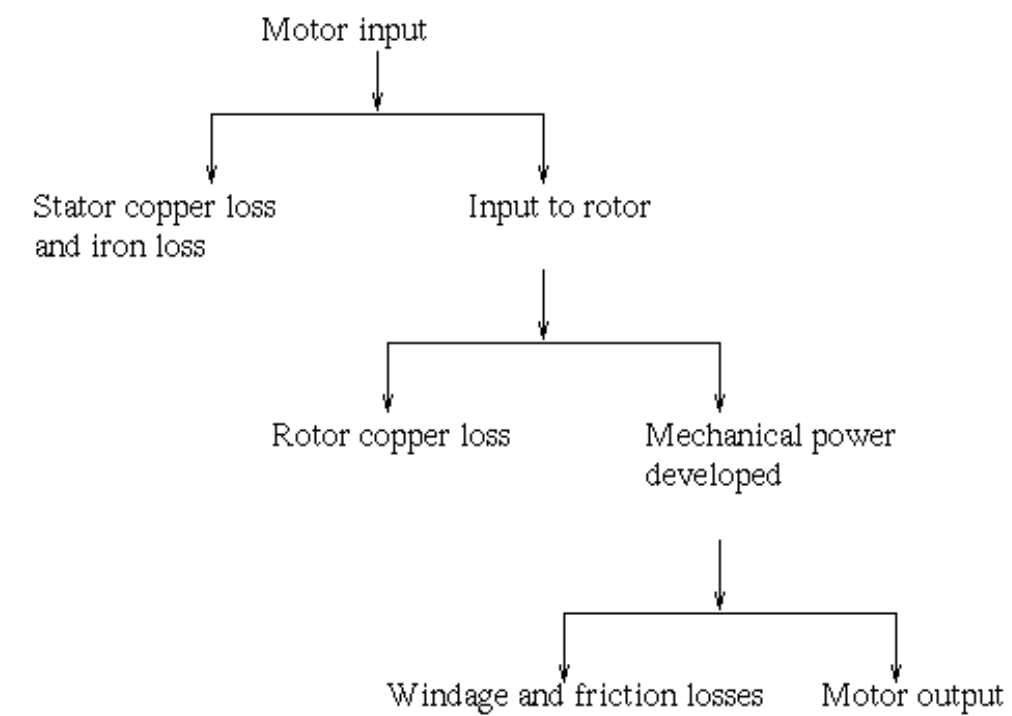 Motor input
Stator copper loss
and iron loss
Input to rotor
Rotor copper loss
Mechanical power
developed
Windage and friction losses
Motor output